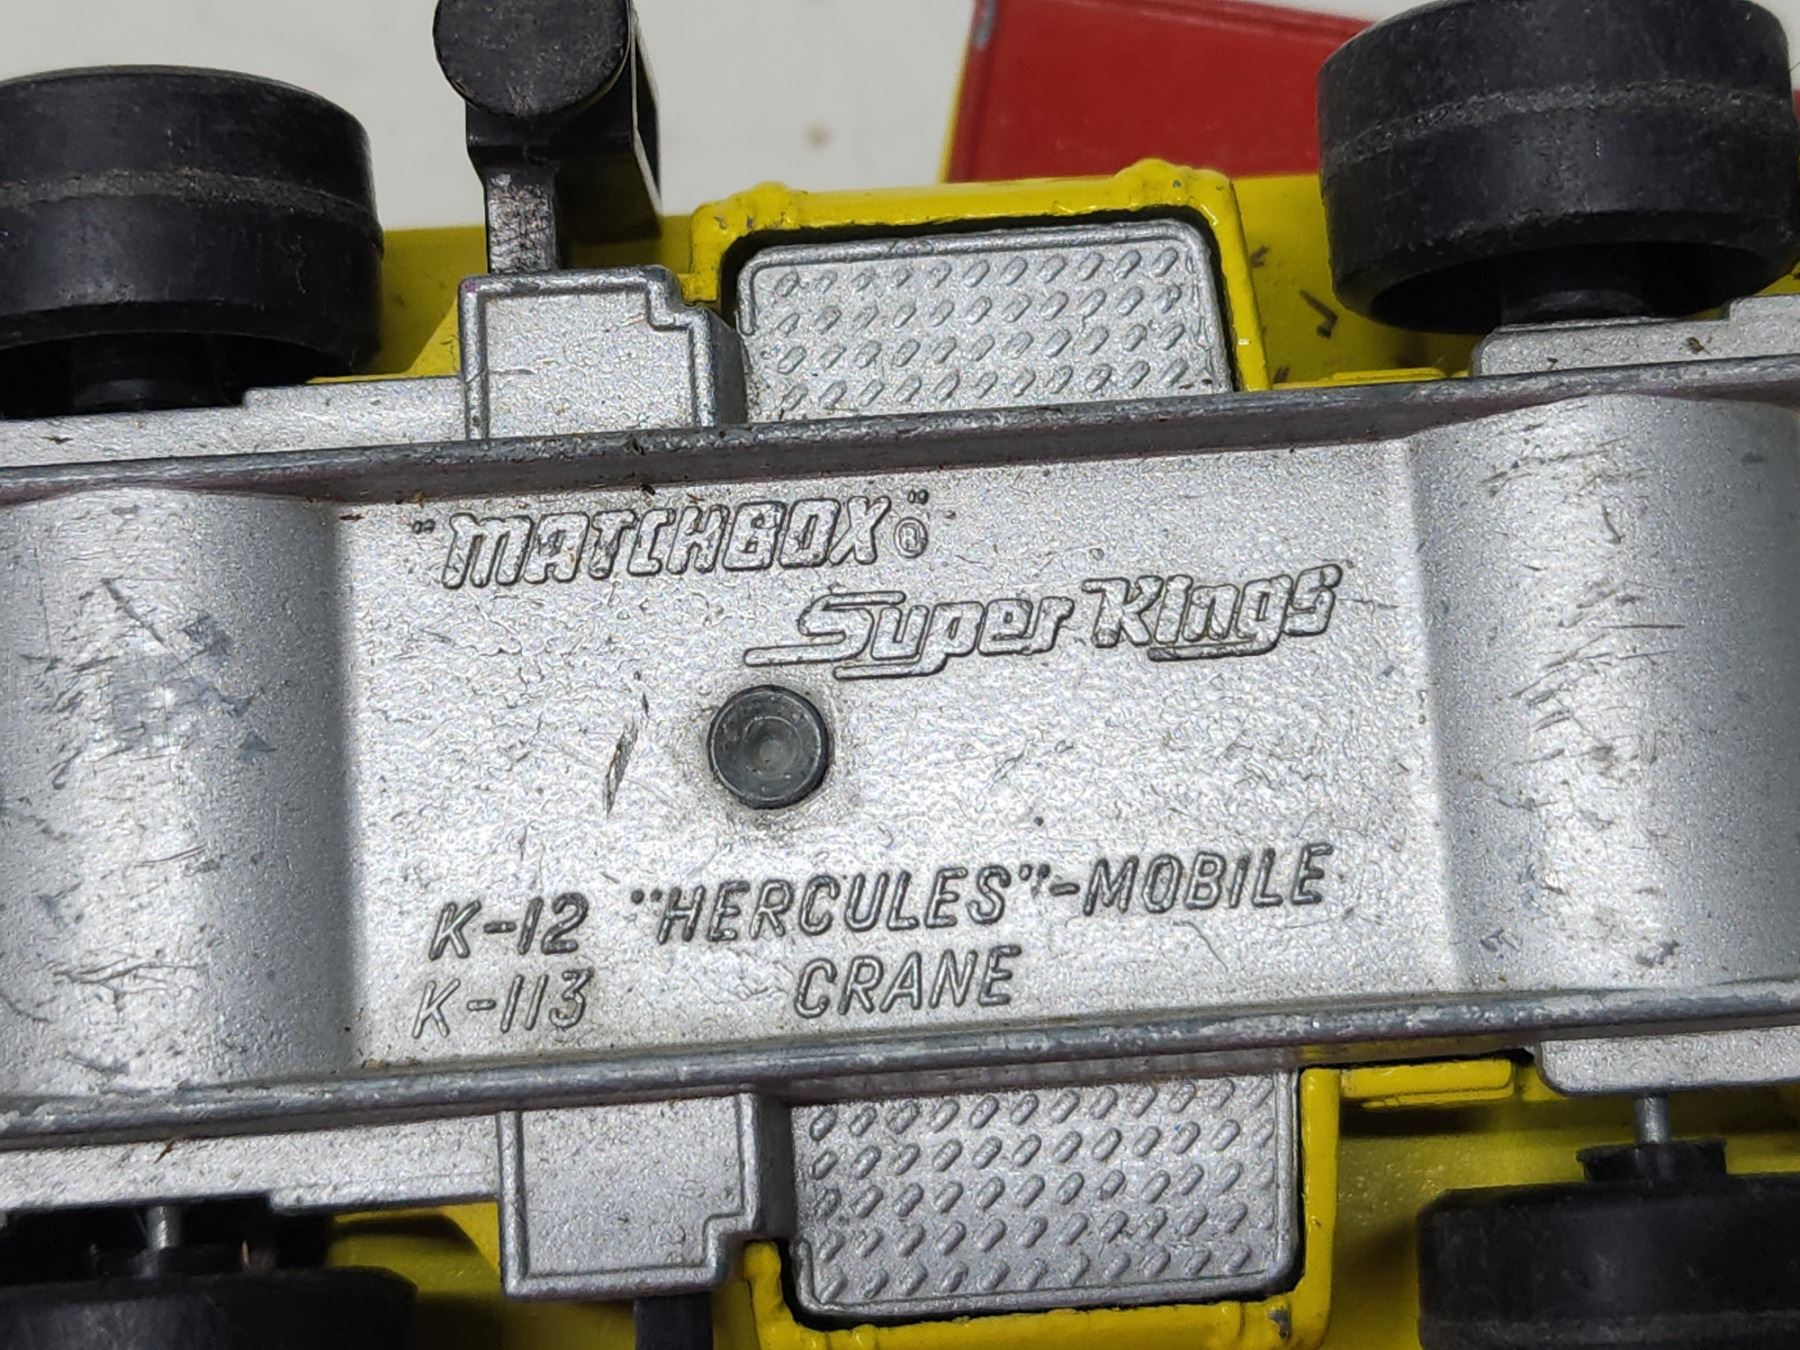 "MATCHBOX®"
Super Kings
K-12 "HERCULES"-MOBILE
K-113 CRANE